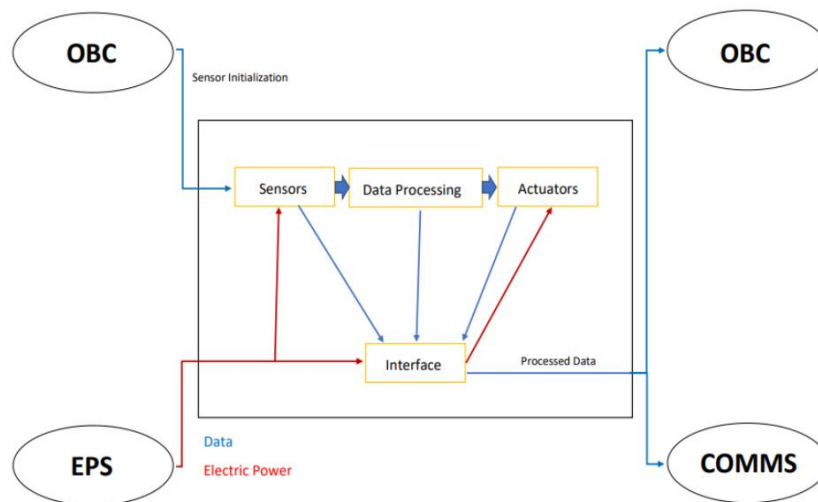 OBC
OBC
Sensor Initialization
Sensors
Data Processing
Actuators
Interface
Processed Data
Data
Electric Power
EPS
COMMS